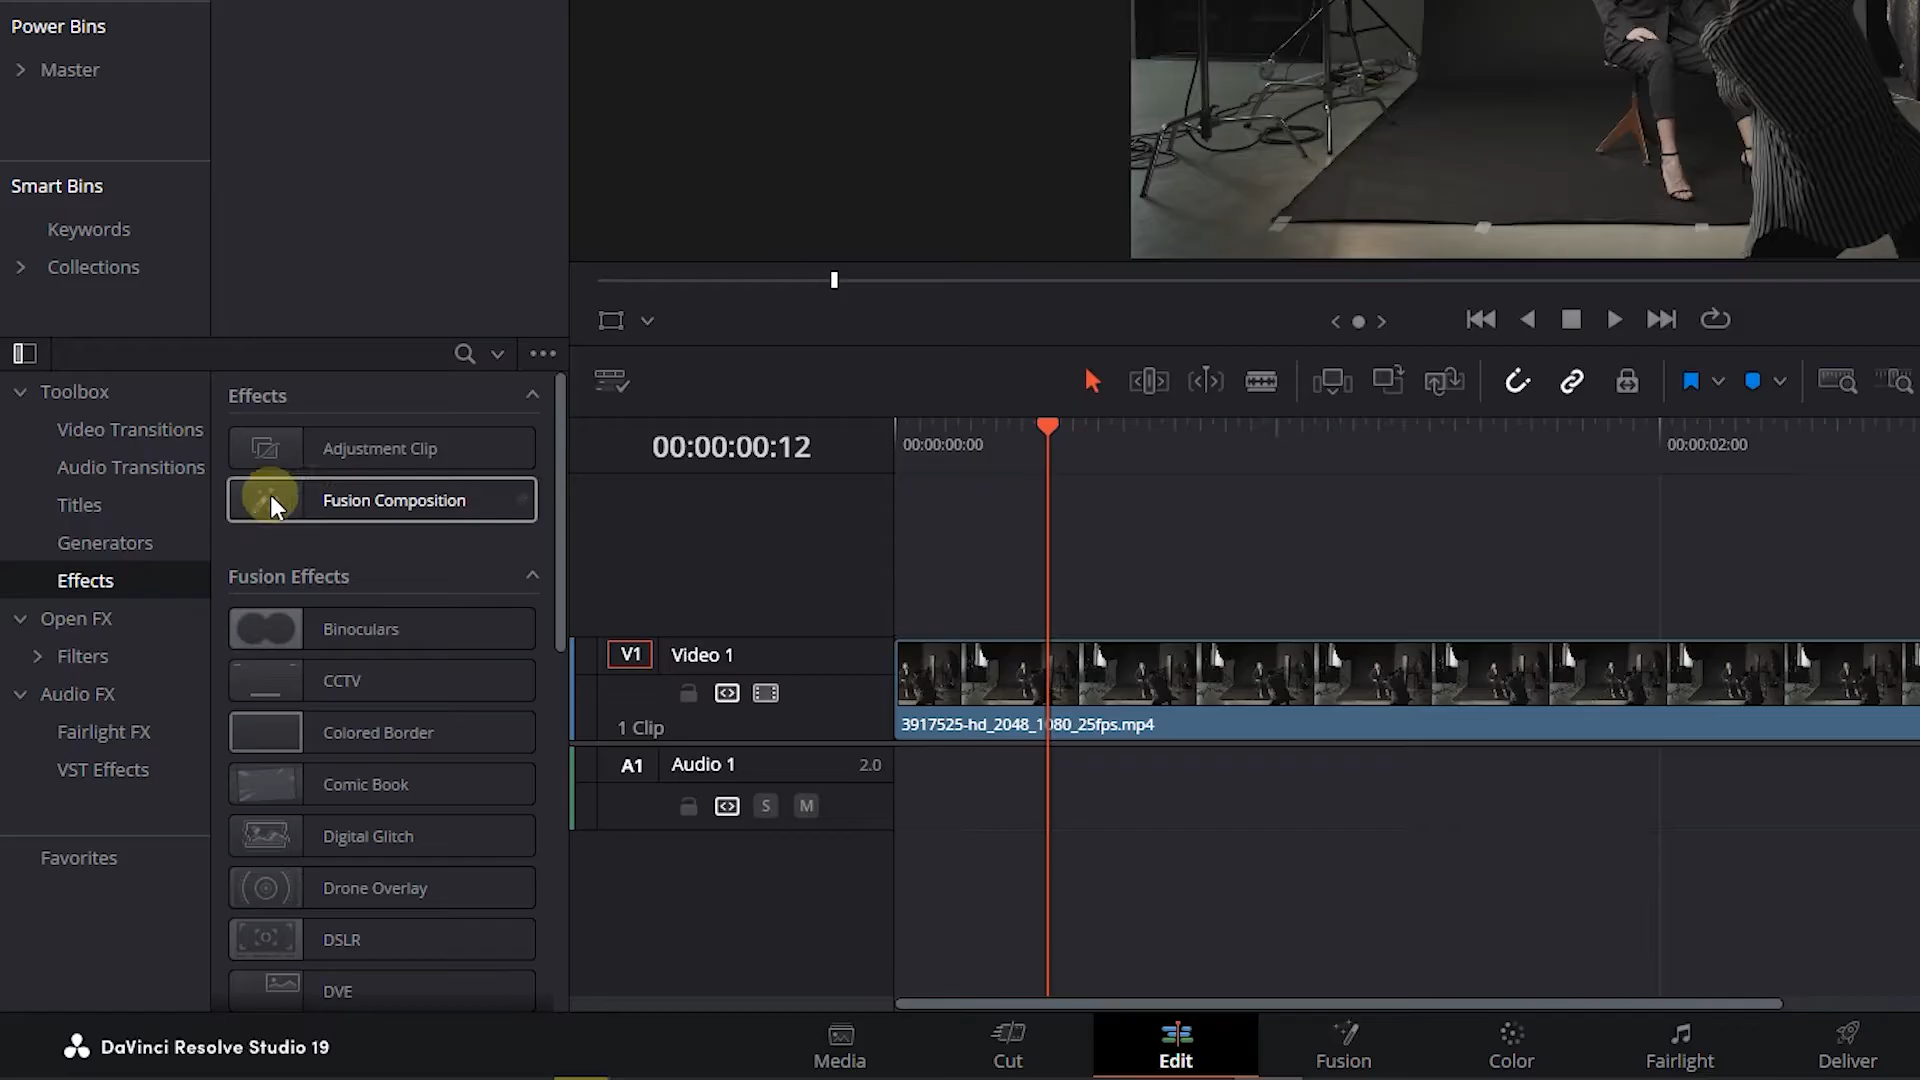 Power Bins
Master
Smart Bins
Keywords
Collections
Toolbox
Video Transitions
Audio Transitions
Titles
Generators
Effects
Open FX
Filters
Audio FX
Fairlight FX
VST Effects
Favorites
Effects
Adjustment Clip
Fusion Composition
Fusion Effects
Binoculars
CCTV
Colored Border
Comic Book
Digital Glitch
Drone Overlay
DSLR
DVE
00:00:00:12
00:00:00:00
00:00:02:00
V1 Video 1
1 Clip
3917525-hd_2048_1080_25fps.mp4
A1 Audio 1 2.0
S M
DaVinci Resolve Studio 19
Media
Cut
Edit
Fusion
Color
Fairlight
Deliver